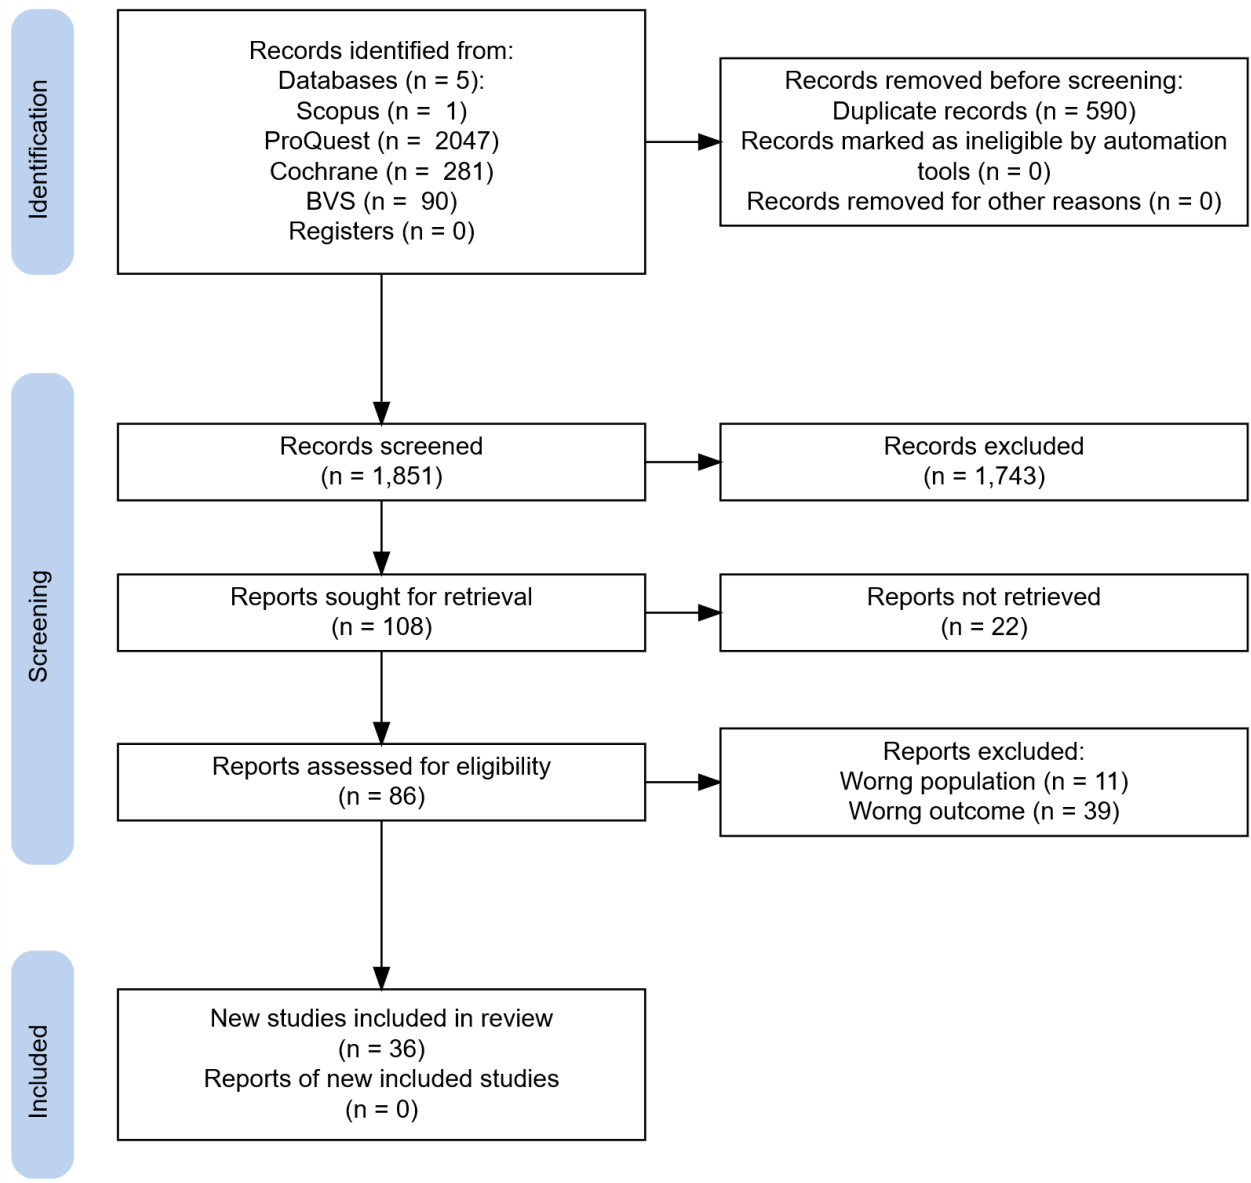 Identification
Records identified from:
Databases (n = 5):
Scopus (n =  1)
ProQuest (n =  2047)
Cochrane (n =  281)
BVS (n =  90)
Registers (n = 0)
Records removed before screening:
Duplicate records (n = 590)
Records marked as ineligible by automation
tools (n = 0)
Records removed for other reasons (n = 0)
Screening
Records screened
(n = 1,851)
Records excluded
(n = 1,743)
Reports sought for retrieval
(n = 108)
Reports not retrieved
(n = 22)
Reports assessed for eligibility
(n = 86)
Reports excluded:
Worng population (n = 11)
Worng outcome (n = 39)
Included
New studies included in review
(n = 36)
Reports of new included studies
(n = 0)